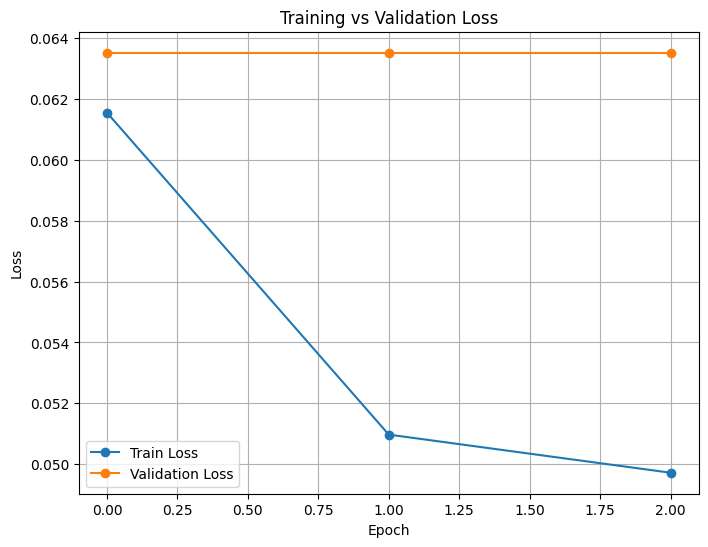 Training vs Validation Loss
0.064
0.062
0.060
0.058
0.056
0.054
0.052
0.050
Loss
Train Loss
Validation Loss
0.00 0.25 0.50 0.75 1.00 1.25 1.50 1.75 2.00
Epoch